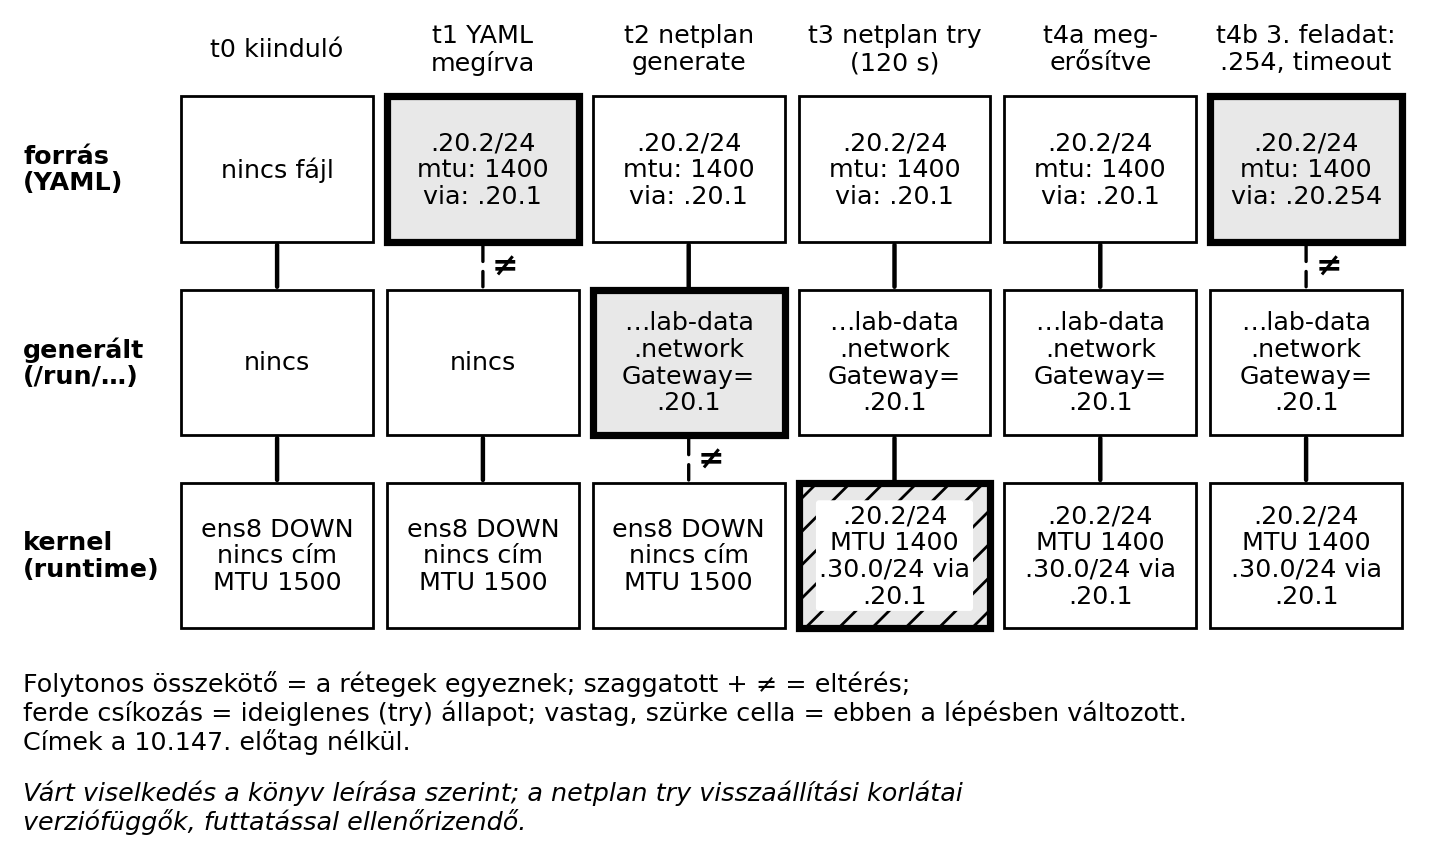 t0 kiinduló
t1 YAML
megírva
t2 netplan
generate
t3 netplan try
(120 s)
t4a meg-
erősítve
t4b 3. feladat:
.254, timeout
forrás
(YAML)
nincs fájl
.20.2/24
mtu: 1400
via: .20.1
.20.2/24
mtu: 1400
via: .20.1
.20.2/24
mtu: 1400
via: .20.1
.20.2/24
mtu: 1400
via: .20.1
.20.2/24
mtu: 1400
via: .20.254
≠
≠
generált
(/run/…)
nincs
nincs
…lab-data
.network
Gateway=
.20.1
…lab-data
.network
Gateway=
.20.1
…lab-data
.network
Gateway=
.20.1
…lab-data
.network
Gateway=
.20.1
≠
kernel
(runtime)
ens8 DOWN
nincs cím
MTU 1500
ens8 DOWN
nincs cím
MTU 1500
ens8 DOWN
nincs cím
MTU 1500
.20.2/24
MTU 1400
.30.0/24 via
.20.1
.20.2/24
MTU 1400
.30.0/24 via
.20.1
.20.2/24
MTU 1400
.30.0/24 via
.20.1
Folytonos összekötő = a rétegek egyeznek; szaggatott + ≠ = eltérés;
ferde csíkozás = ideiglenes (try) állapot; vastag, szürke cella = ebben a lépésben változott.
Címek a 10.147. előtag nélkül.
Várt viselkedés a könyv leírása szerint; a netplan try visszaállítási korlátai
verziófüggők, futtatással ellenőrizendő.